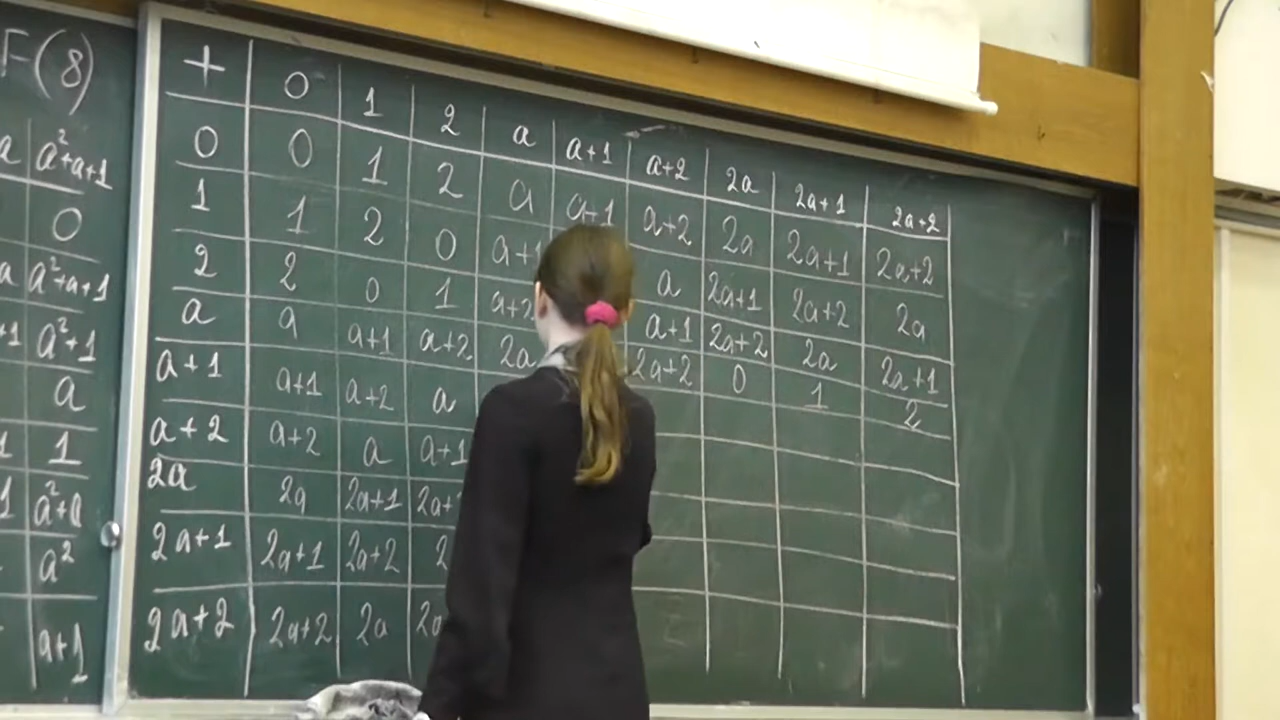 F(8)
a a²+a+1
0
a a²+a+1
+1 a²+1
a
1 1
1 a²+a
a²
a+1
+ 0 1 2 a a+1 a+2 2a 2a+1 2a+2
0 0 1 2 a a+1 a+2 2a 2a+1 2a+2
1 1 2 0 a+1 a 2a+1 2a+2 2a
2 2 0 1 a+2 a+1 2a+2 2a 2a+1
a a a+1 a+2 2a 2a+2 0 1 2
a+1 a+1 a+2 a
a+2 a+2 a a+1
2a 2a 2a+1 2a+
2a+1 2a+1 2a+2 2
2a+2 2a+2 2a 2a